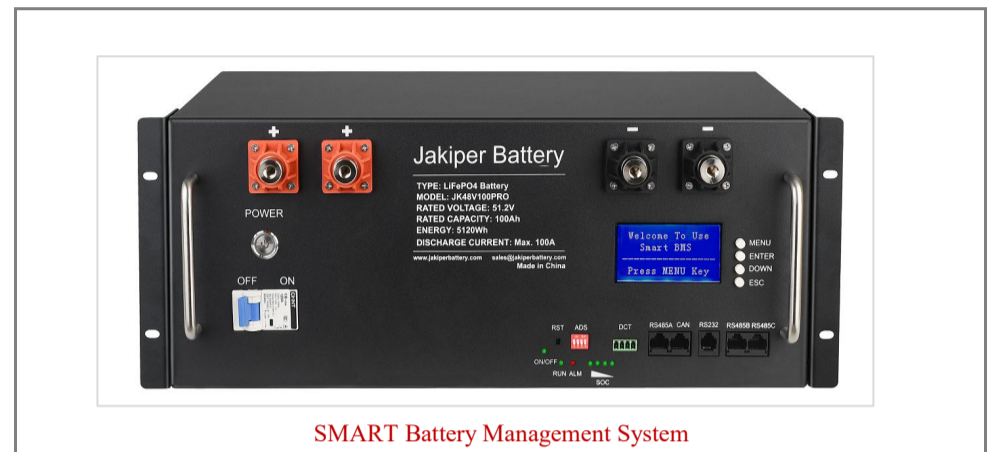 + + - -
Jakiper Battery
TYPE: LiFePO4 Battery
MODEL: JK48V100PRO
RATED VOLTAGE: 51.2V
RATED CAPACITY: 100Ah
ENERGY: 5120Wh
DISCHARGE CURRENT: Max. 100A
www.jakiperbattery.com sales@jakiperbattery.com
Made in China
POWER
OFF ON
Welcome To Use
Smart BMS
Press MENU Key
MENU
ENTER
DOWN
ESC
RST ADS DCT RS485A CAN RS232 RS485B RS485C
ON/OFF
RUN ALM SOC
SMART Battery Management System